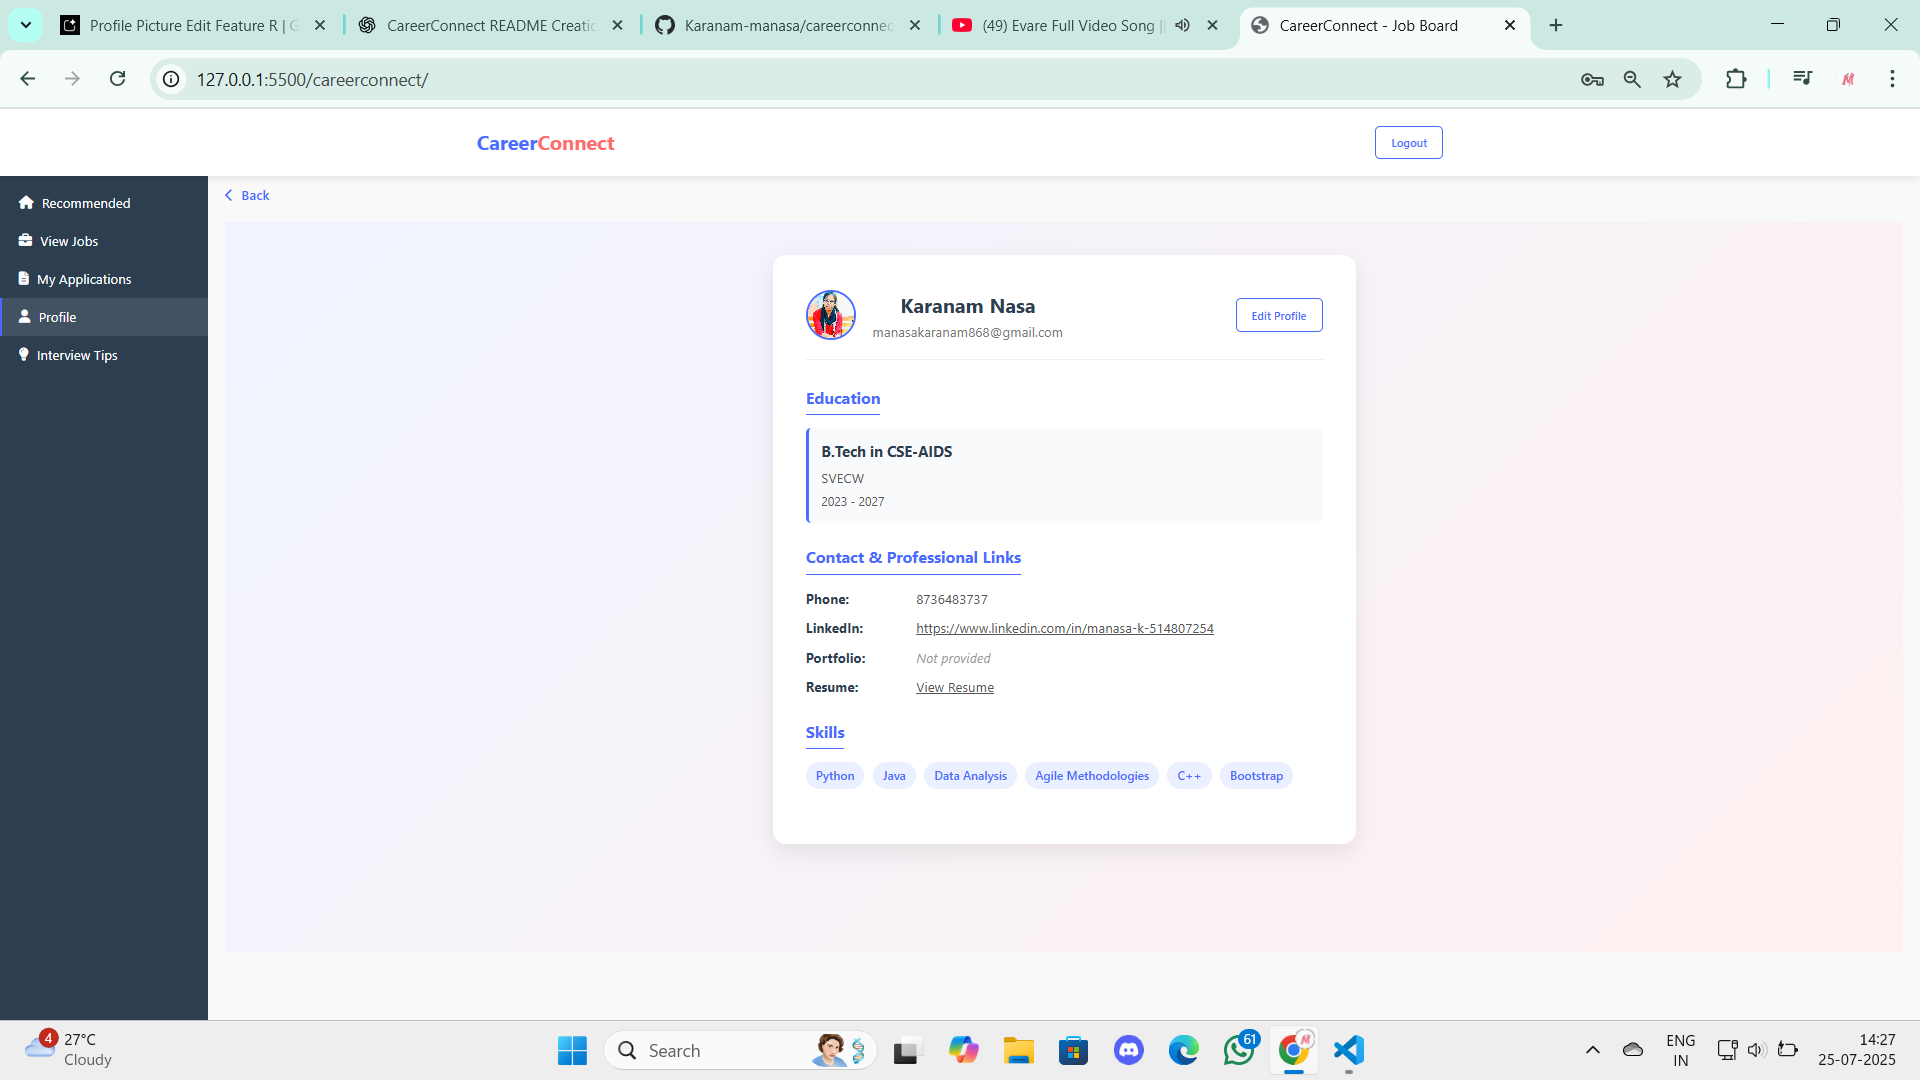 Profile Picture Edit Feature R | G
CareerConnect README Creatio
Karanam-manasa/careerconnec
(49) Evare Full Video Song ||
CareerConnect - Job Board
127.0.0.1:5500/careerconnect/
CareerConnect
Logout
Recommended
View Jobs
My Applications
Profile
Interview Tips
Back
Karanam Nasa
manasakaranam868@gmail.com
Edit Profile
Education
B.Tech in CSE-AIDS
SVECW
2023 - 2027
Contact & Professional Links
Phone: 8736483737
LinkedIn: https://www.linkedin.com/in/manasa-k-514807254
Portfolio: Not provided
Resume: View Resume
Skills
Python Java Data Analysis Agile Methodologies C++ Bootstrap
4
27°C
Cloudy
Search
61
ENG
IN
14:27
25-07-2025